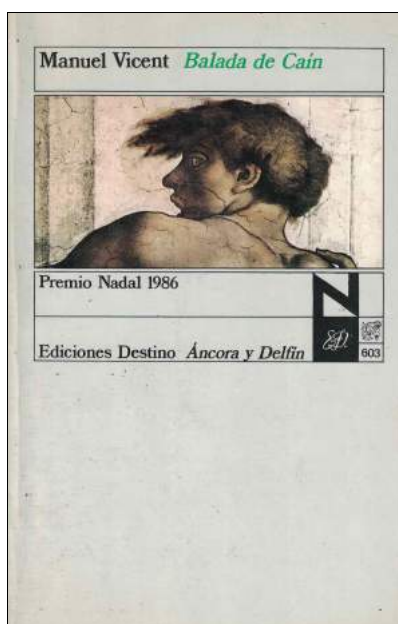 Manuel Vicent Balada de Caín
Premio Nadal 1986
N
Ediciones Destino Áncora y Delfín
E.D.
603